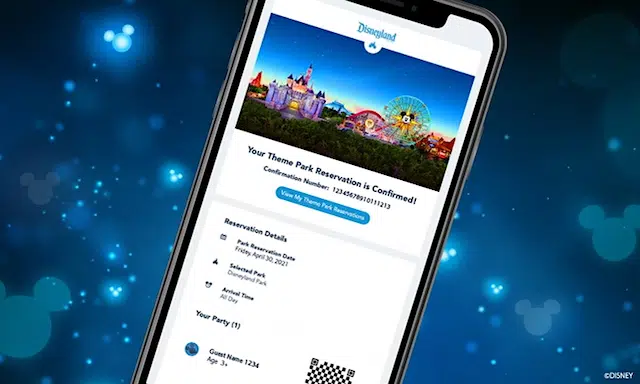 Disneyland
Your Theme Park Reservation is Confirmed!
Confirmation Number: 12345678910111213
View My Theme Park Reservations
Reservation Details
Park Reservation Date
Friday, April 30, 2021
Selected Park
Disneyland Park
Arrival Time
All Day
Your Party (1)
Guest Name 1234
Age 3+
©DISNEY